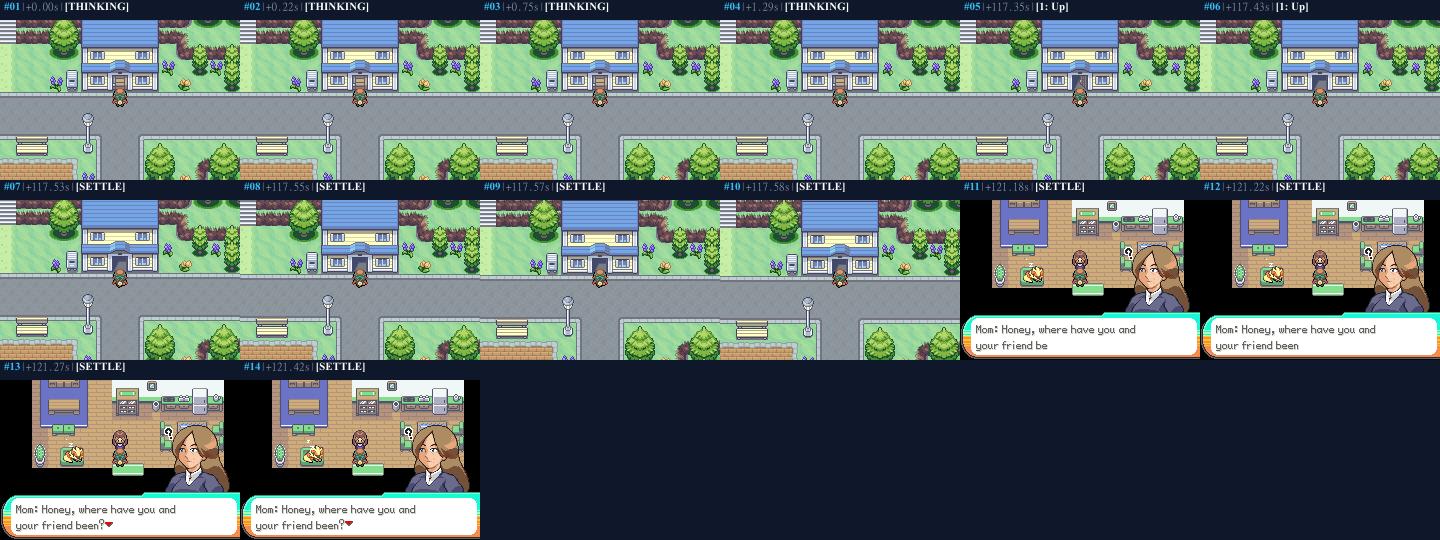 #01|+0.00s|[THINKING]
#02|+0.22s|[THINKING]
#03|+0.75s|[THINKING]
#04|+1.29s|[THINKING]
#05|+117.35s|[1: Up]
#06|+117.43s|[1: Up]
#07|+117.53s|[SETTLE]
#08|+117.55s|[SETTLE]
#09|+117.57s|[SETTLE]
#10|+117.58s|[SETTLE]
#11|+121.18s|[SETTLE]
Mom: Honey, where have you and
your friend be
#12|+121.22s|[SETTLE]
Mom: Honey, where have you and
your friend been
#13|+121.27s|[SETTLE]
Mom: Honey, where have you and
your friend been?
#14|+121.42s|[SETTLE]
Mom: Honey, where have you and
your friend been?